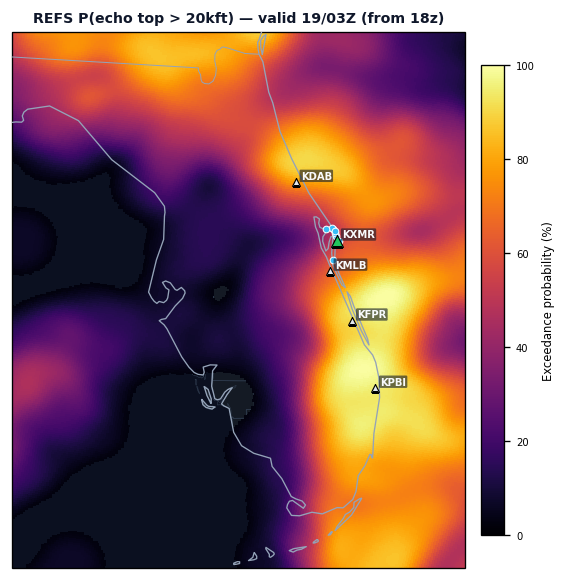 REFS P(echo top > 20kft) — valid 19/03Z (from 18z)
KDAB
KXMR
KMLB
KFPR
KPBI
100
80
60
40
20
0
Exceedance probability (%)